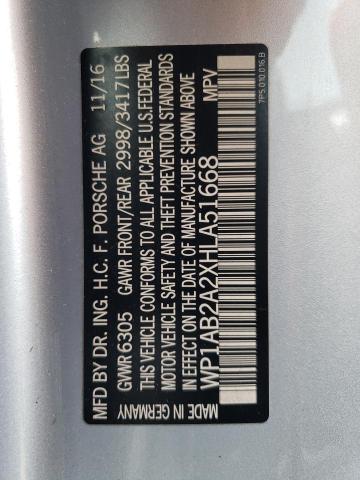 MFD BY DR. ING. H.C. F. PORSCHE AG 11/16
GVWR 6305 GAWR FRONT/REAR 2998/3417 LBS
THIS VEHICLE CONFORMS TO ALL APPLICABLE U.S.FEDERAL
MOTOR VEHICLE SAFETY AND THEFT PREVENTION STANDARDS
IN EFFECT ON THE DATE OF MANUFACTURE SHOWN ABOVE
WP1AB2A2XHLA51668 MPV
MADE IN GERMANY
7P5.010.016.B